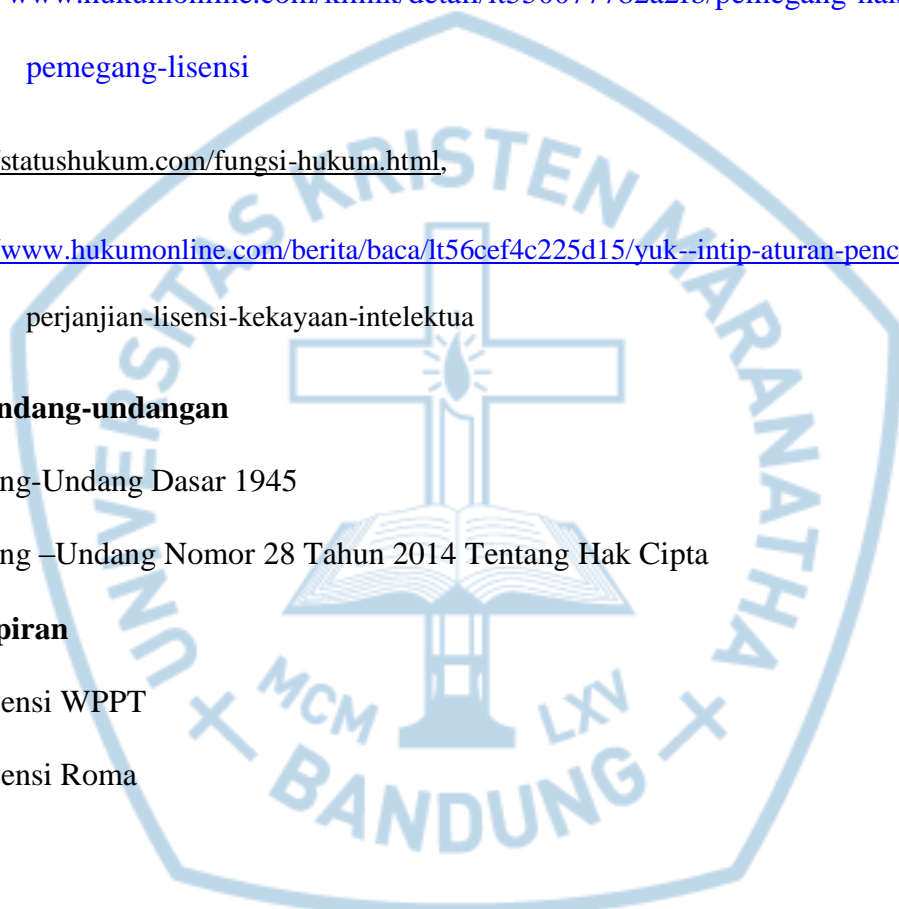 pemegang-lisensi
/statushukum.com/fungsi-hukum.html,
/www.hukumonline.com/berita/baca/lt56cef4c225d15/yuk--intip-aturan-penc
perjanjian-lisensi-kekayaan-intelektua
ndang-undangan
ng-Undang Dasar 1945
ng –Undang Nomor 28 Tahun 2014 Tentang Hak Cipta
piran
ensi WPPT
ensi Roma
UNIVERSITAS KRISTEN MARANATHA
MCM LXV
BANDUNG